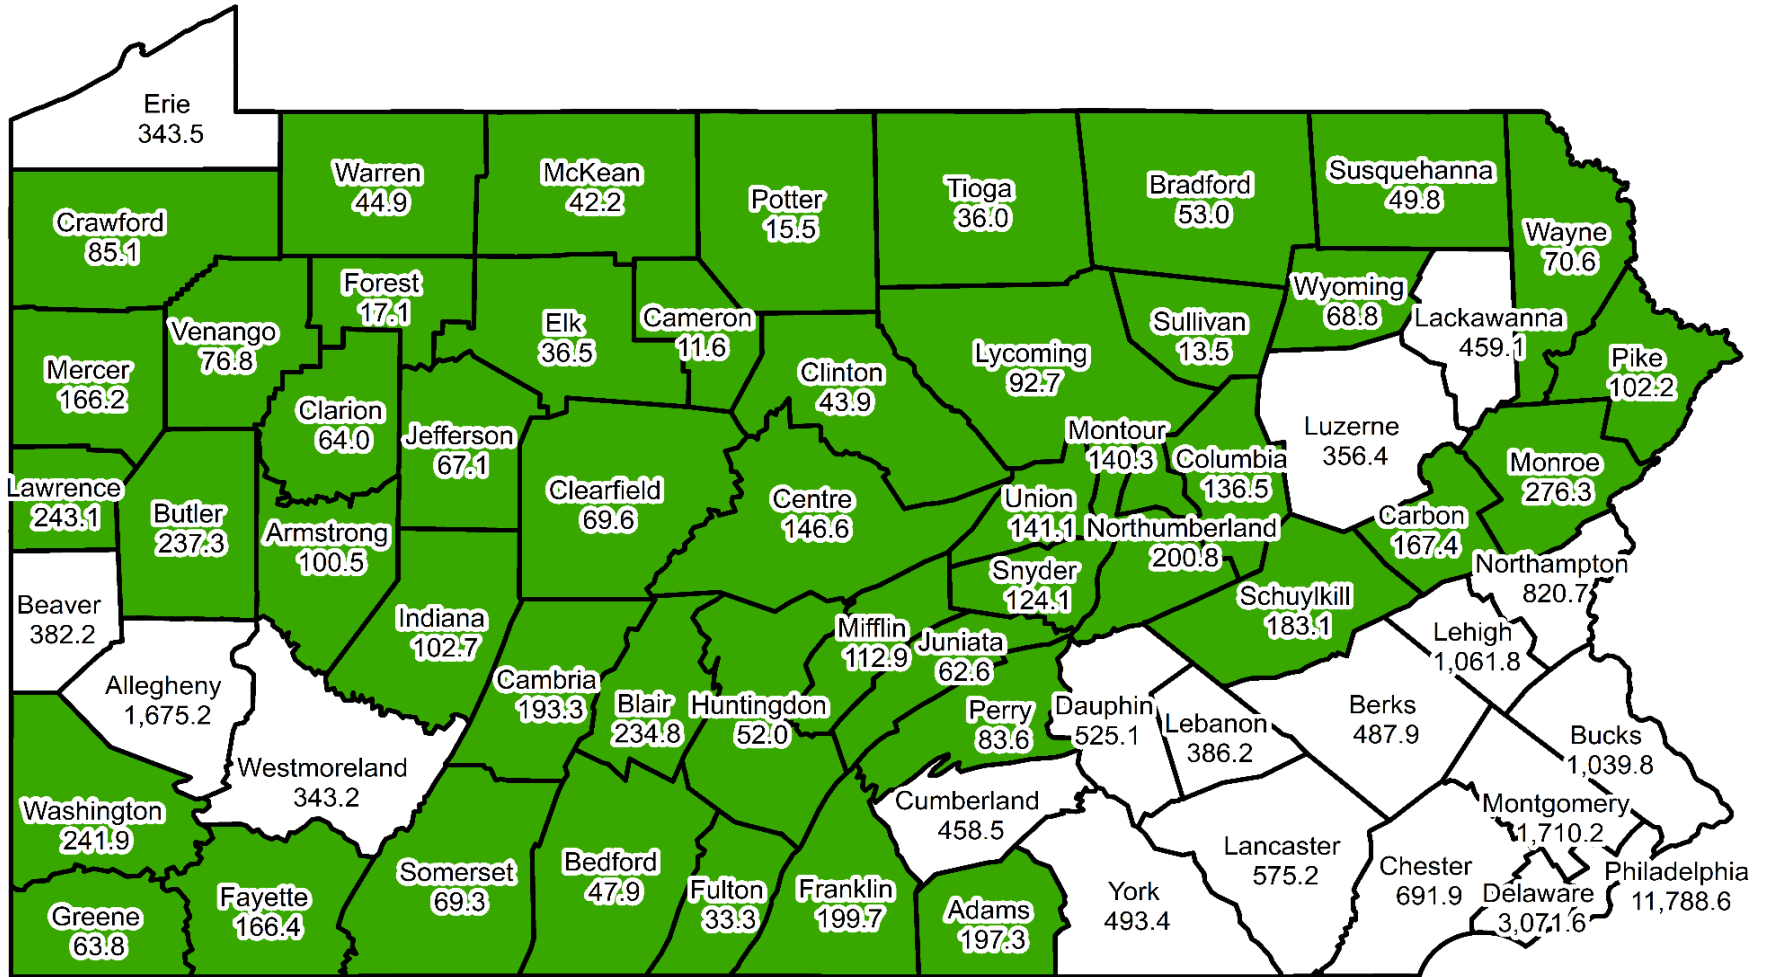 Erie
343.5
Warren
44.9
McKean
42.2
Potter
15.5
Tioga
36.0
Bradford
53.0
Susquehanna
49.8
Wayne
70.6
Crawford
85.1
Forest
17.1
Venango
76.8
Elk
36.5
Cameron
11.6
Sullivan
13.5
Wyoming
68.8
Lackawanna
459.1
Pike
102.2
Mercer
166.2
Clarion
64.0
Jefferson
67.1
Clinton
43.9
Lycoming
92.7
Montour
140.3
Columbia
136.5
Luzerne
356.4
Monroe
276.3
Lawrence
243.1
Butler
237.3
Armstrong
100.5
Clearfield
69.6
Centre
146.6
Union
141.1
Northumberland
200.8
Carbon
167.4
Northampton
820.7
Beaver
382.2
Indiana
102.7
Snyder
124.1
Schuylkill
183.1
Lehigh
1,061.8
Mifflin
112.9
Juniata
62.6
Allegheny
1,675.2
Cambria
193.3
Blair
234.8
Huntingdon
52.0
Perry
83.6
Dauphin
525.1
Lebanon
386.2
Berks
487.9
Bucks
1,039.8
Westmoreland
343.2
Washington
241.9
Cumberland
458.5
Montgomery
1,710.2
Somerset
69.3
Bedford
47.9
Lancaster
575.2
Chester
691.9
Philadelphia
11,788.6
Greene
63.8
Fayette
166.4
Fulton
33.3
Franklin
199.7
Adams
197.3
York
493.4
Delaware
3,071.6